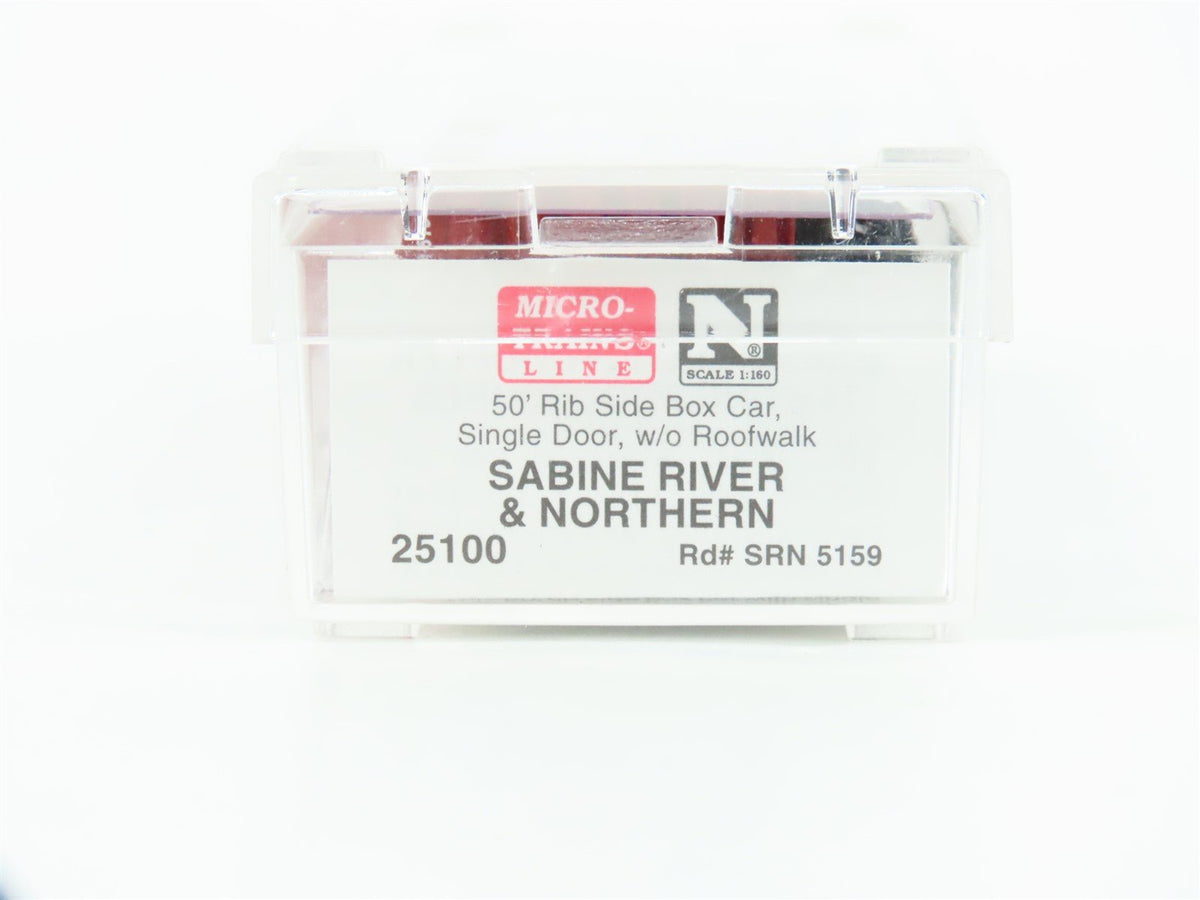 MICRO-
TRAINS®
LINE
N®
SCALE 1:160
50' Rib Side Box Car,
Single Door, w/o Roofwalk
SABINE RIVER
& NORTHERN
25100 Rd# SRN 5159